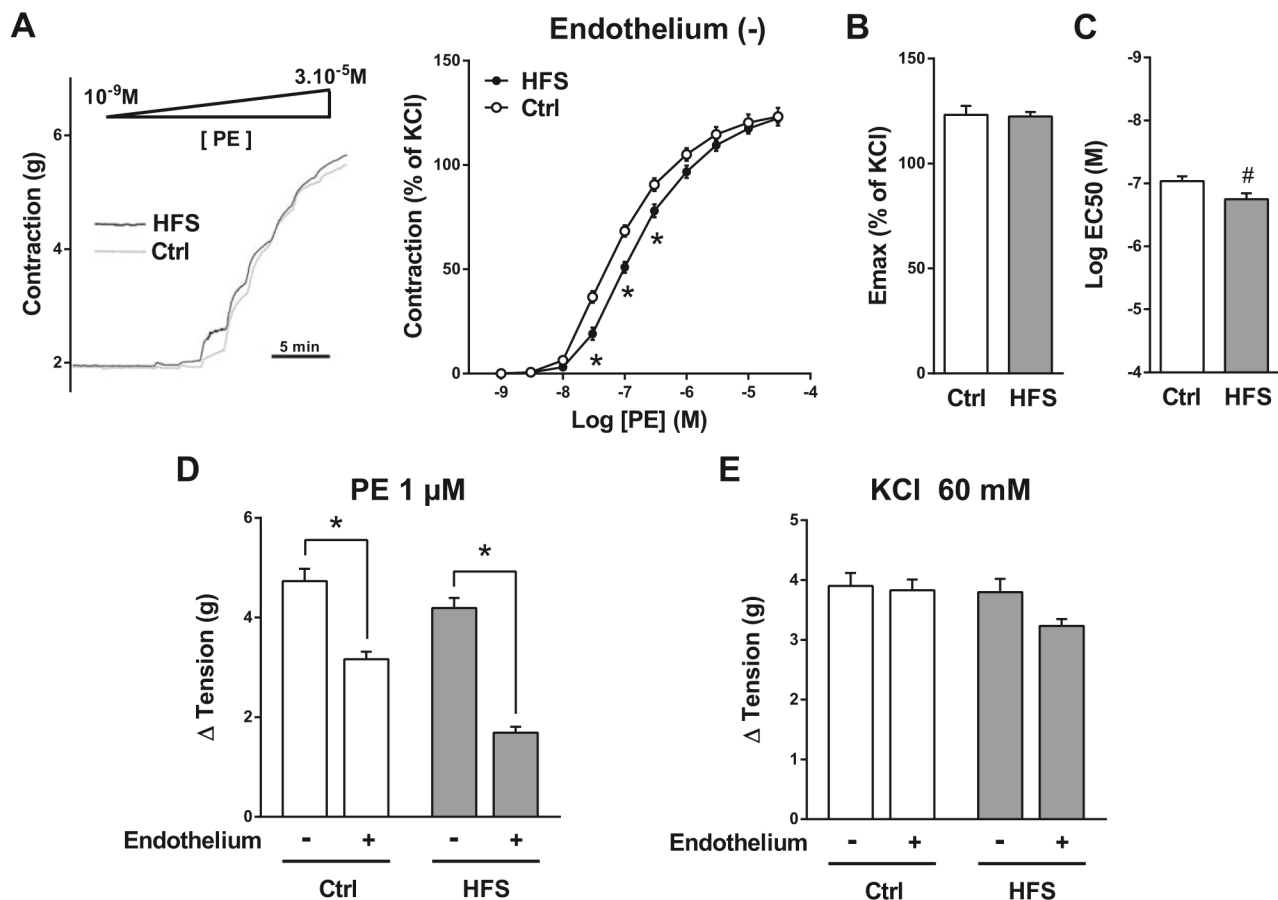 A
10⁻⁹M
3.10⁻⁵M
[ PE ]
HFS
Ctrl
5 min
Contraction (g)
6
4
2
Endothelium (-)
HFS
Ctrl
Contraction (% of KCl)
150
100
50
0
-9 -8 -7 -6 -5 -4
Log [PE] (M)
*
*
*
B
Emax (% of KCl)
150
100
50
0
Ctrl HFS
C
Log EC50 (M)
-9
-8
-7
-6
-5
-4
#
Ctrl HFS
D
PE 1 µM
Δ Tension (g)
6
4
2
0
*
*
Endothelium - + - +
Ctrl HFS
E
KCl 60 mM
Δ Tension (g)
5
4
3
2
1
0
Endothelium - + - +
Ctrl HFS